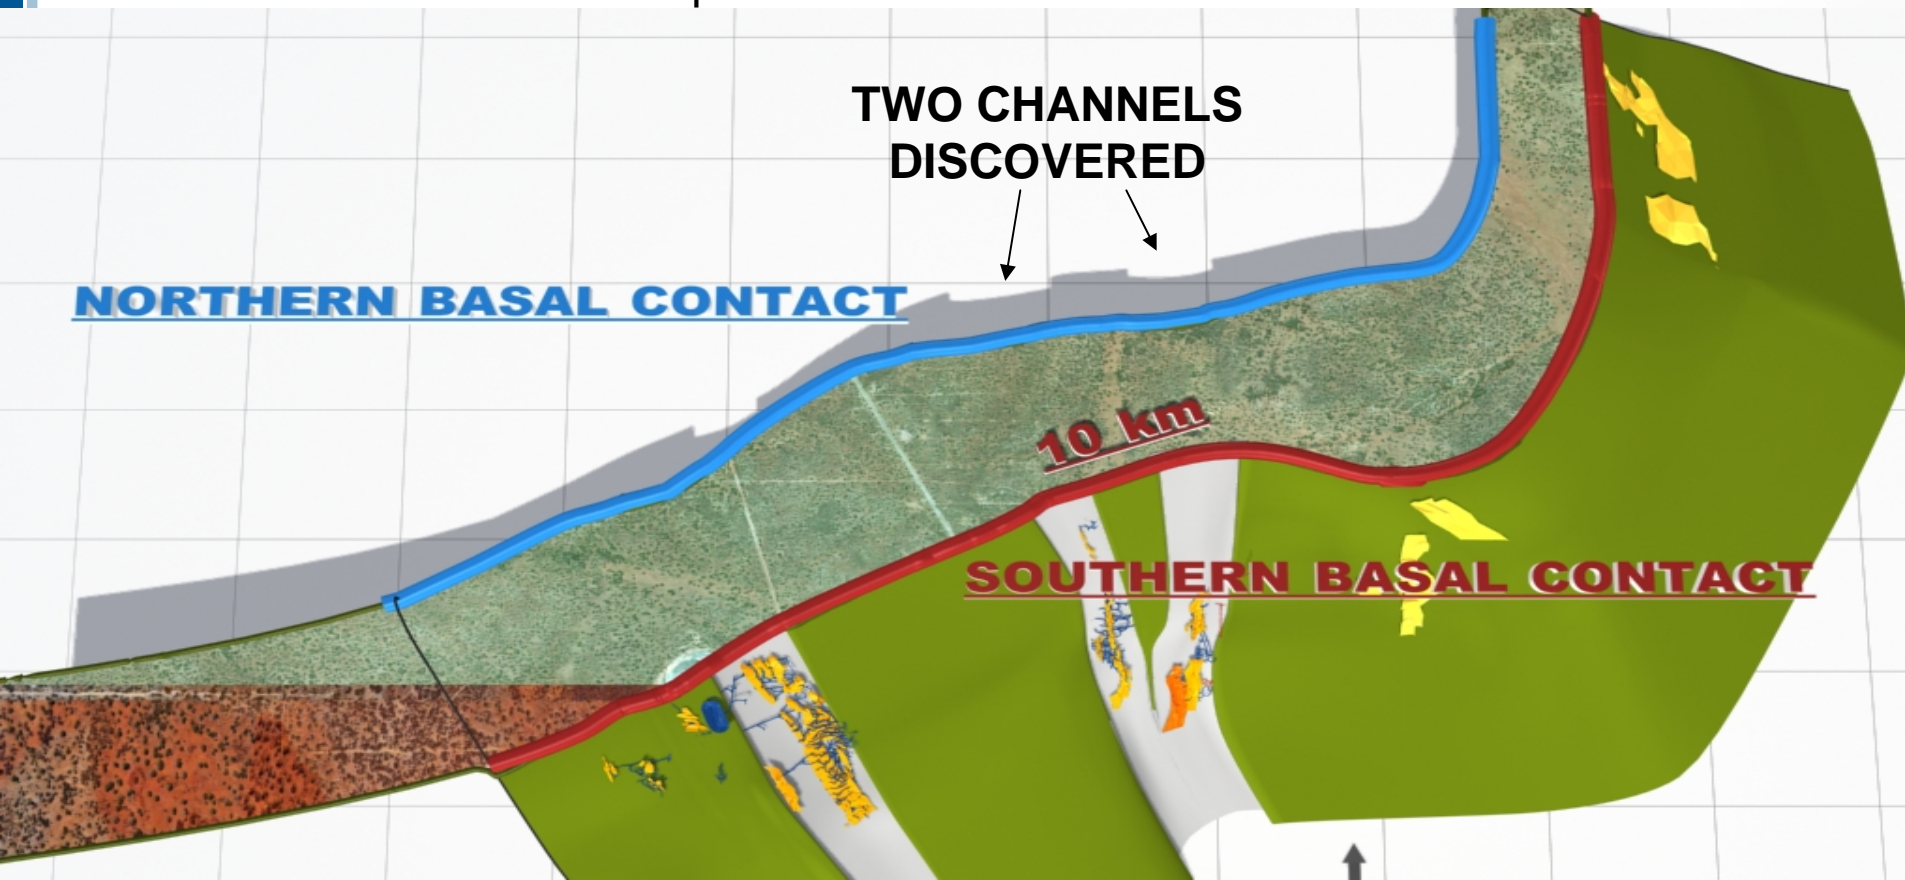 TWO CHANNELS
DISCOVERED
NORTHERN BASAL CONTACT
10 km
SOUTHERN BASAL CONTACT